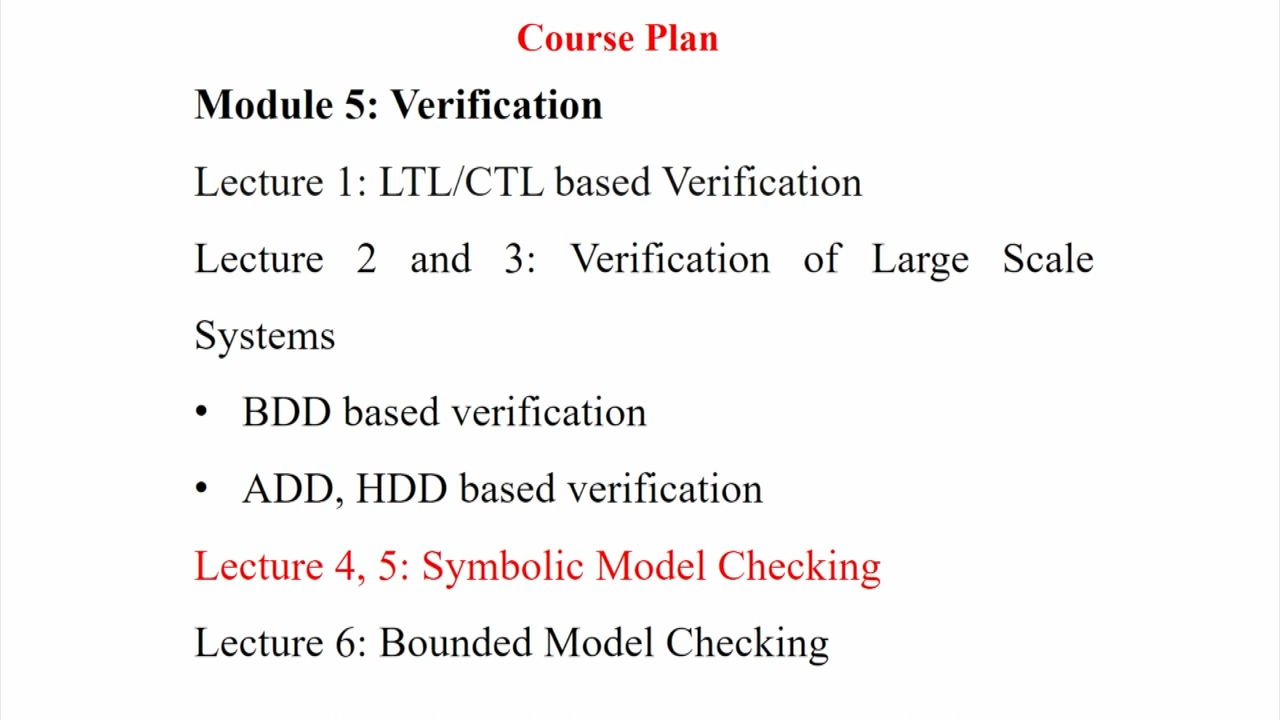 Course Plan
Module 5: Verification
Lecture 1: LTL/CTL based Verification
Lecture 2 and 3: Verification of Large Scale
Systems
• BDD based verification
• ADD, HDD based verification
Lecture 4, 5: Symbolic Model Checking
Lecture 6: Bounded Model Checking